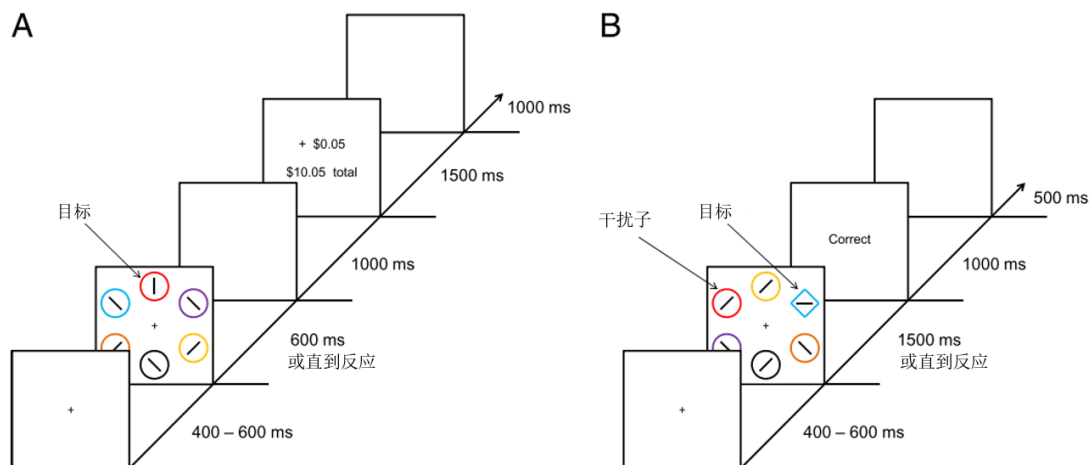 A
1000 ms
+ $0.05
$10.05 total
1500 ms
目标
1000 ms
+
600 ms
或直到反应
+
400 – 600 ms
B
500 ms
干扰子
目标
Correct
1000 ms
+
1500 ms
或直到反应
+
400 – 600 ms